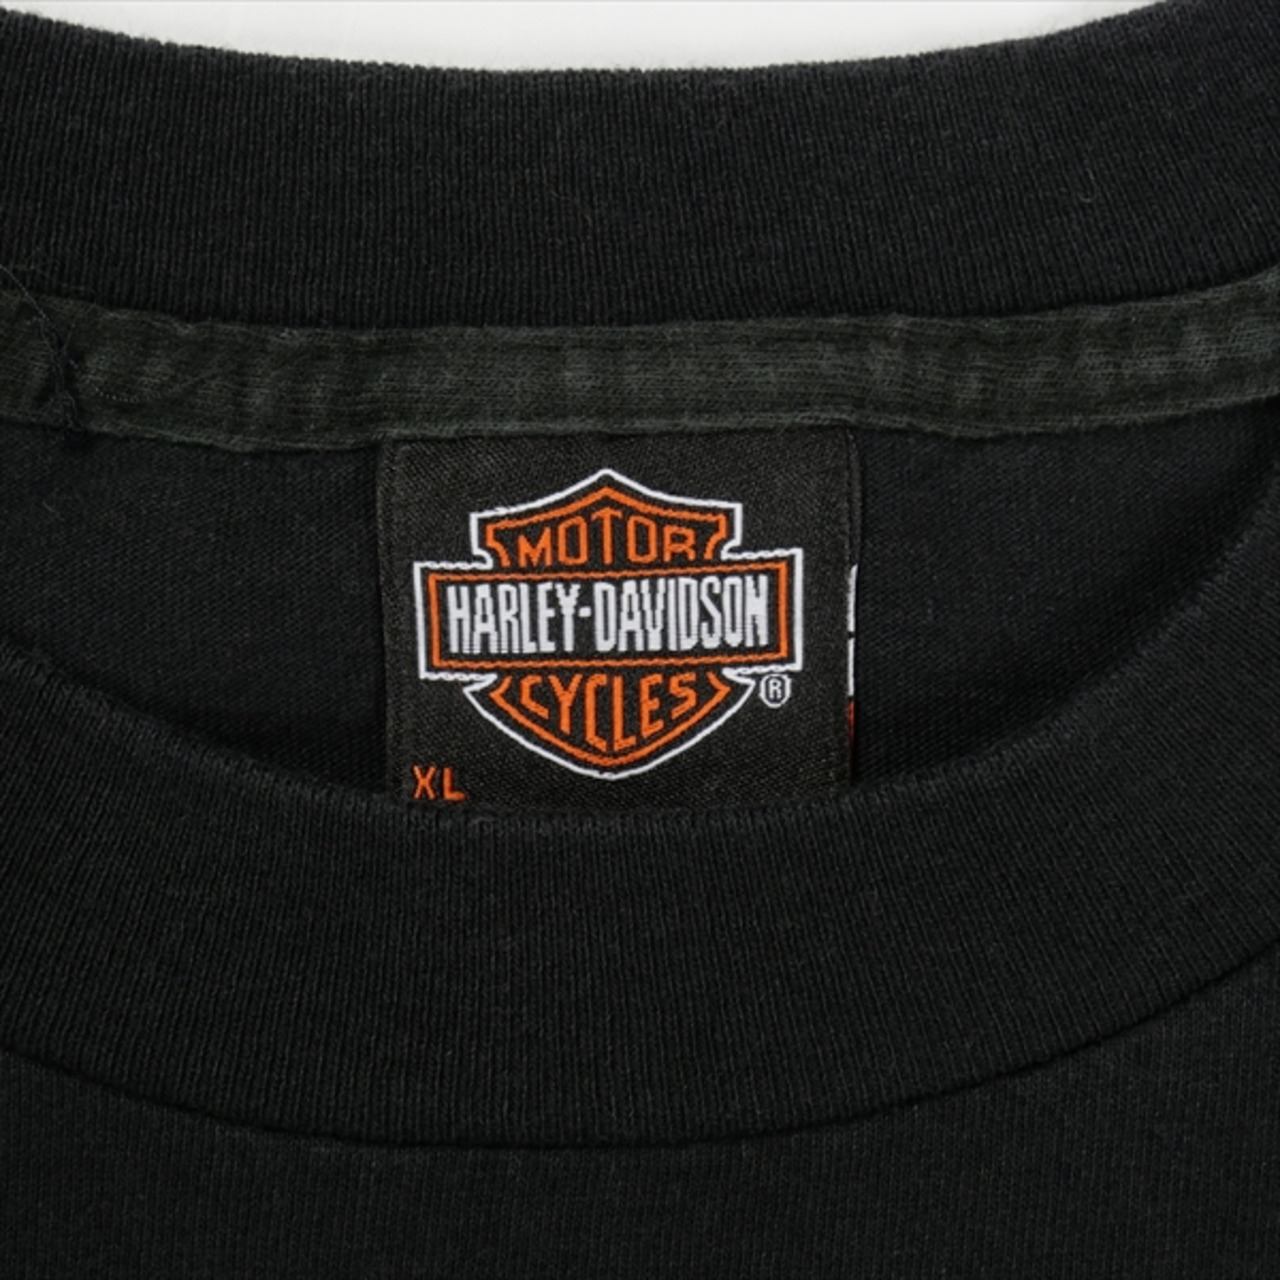 MOTOR
HARLEY-DAVIDSON
CYCLES ®
XL